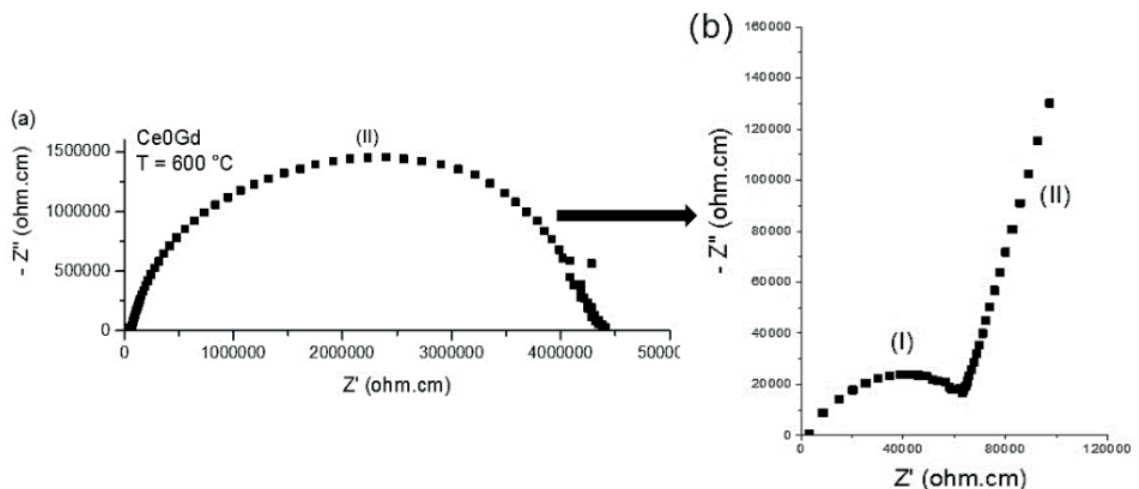 (a)
Ce0Gd
T = 600 °C
(II)
1500000
1000000
500000
0
- Z" (ohm.cm)
0
1000000
2000000
3000000
4000000
50000
Z' (ohm.cm)
(b)
160000
140000
120000
100000
80000
60000
40000
20000
0
- Z" (ohm.cm)
(I)
(II)
0
40000
80000
120000
Z' (ohm.cm)